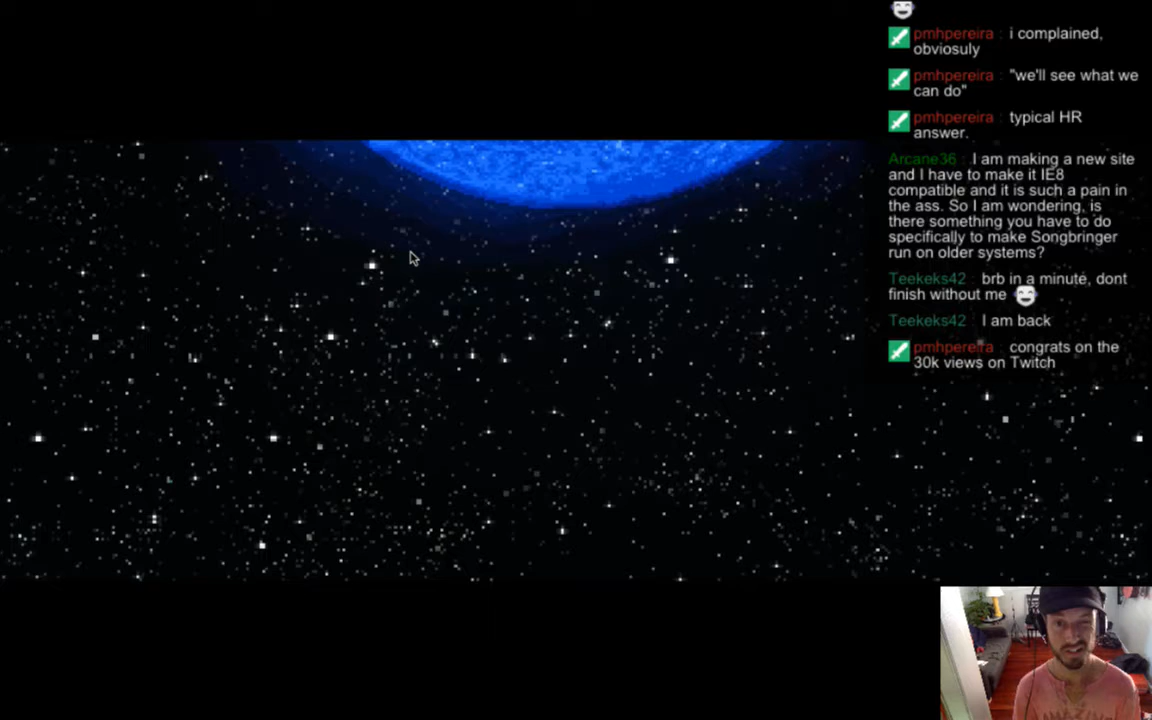 pmhpereira : i complained,
obviosuly
pmhpereira : "we'll see what we
can do"
pmhpereira : typical HR
answer.
Arcane36 : I am making a new site
and I have to make it IE8
compatible and it is such a pain in
the ass. So I am wondering, is
there something you have to do
specifically to make Songbringer
run on older systems?
Teekeks42 : brb in a minute, dont
finish without me
Teekeks42 : I am back
pmhpereira : congrats on the
30k views on Twitch